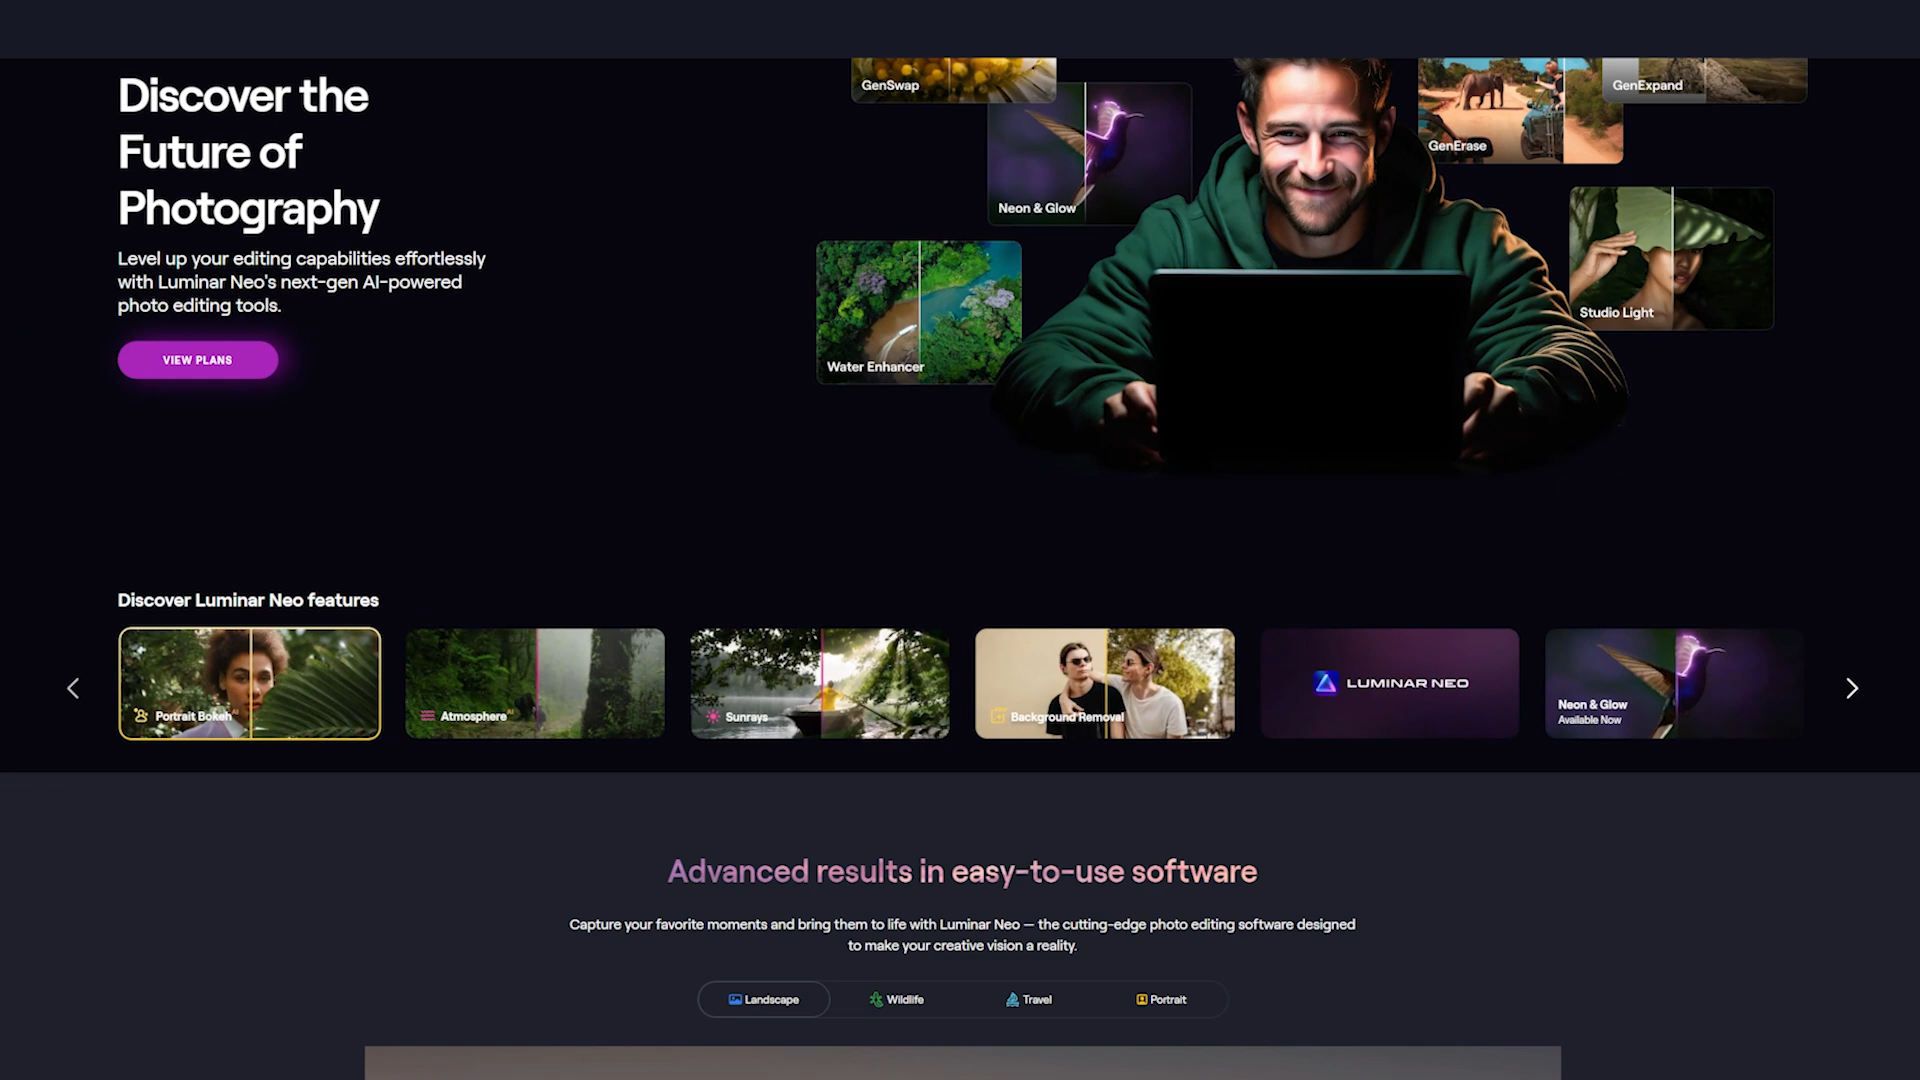 Discover the
Future of
Photography
Level up your editing capabilities effortlessly
with Luminar Neo's next-gen AI-powered
photo editing tools.
VIEW PLANS
GenSwap
Neon & Glow
Water Enhancer
GenErase
GenExpand
Studio Light
Discover Luminar Neo features
Portrait Bokeh AI
Atmosphere AI
Sunrays
Background Removal
LUMINAR NEO
Neon & Glow
Available Now
Advanced results in easy-to-use software
Capture your favorite moments and bring them to life with Luminar Neo — the cutting-edge photo editing software designed
to make your creative vision a reality.
Landscape
Wildlife
Travel
Portrait